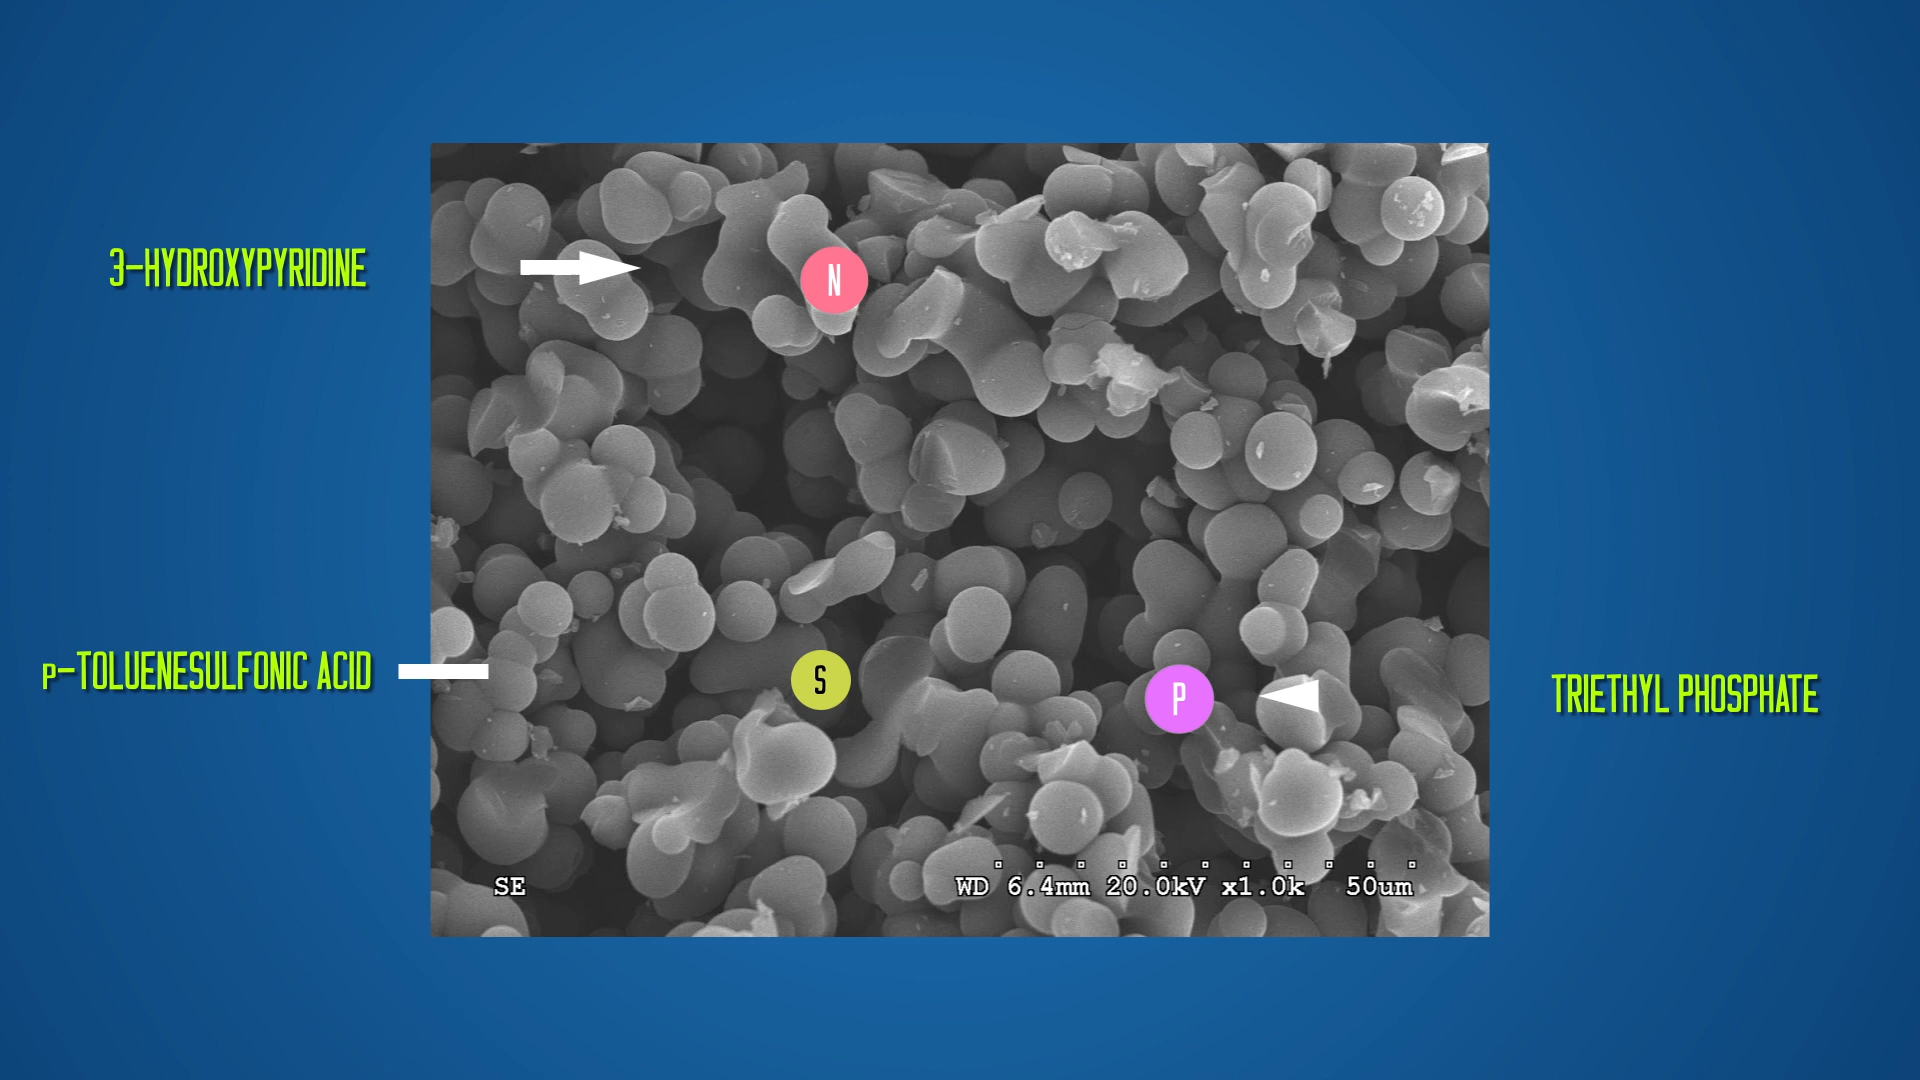 3-HYDROXYPYRIDINE
N
p-TOLUENESULFONIC ACID
S
P
TRIETHYL PHOSPHATE
SE
WD 6.4mm 20.0kV x1.0k 50um